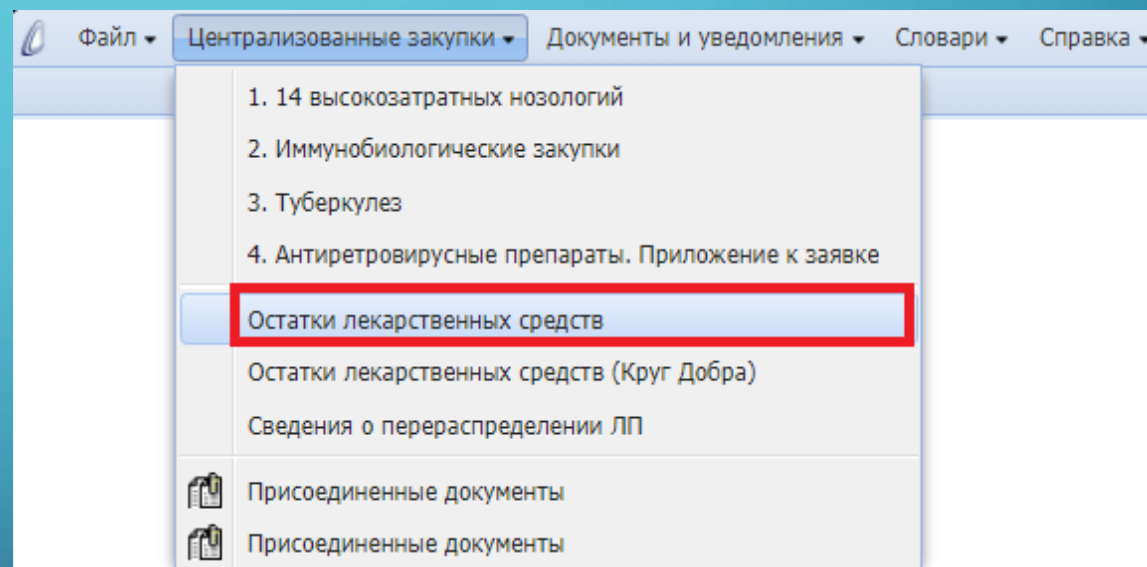 Файл Централизованные закупки Документы и уведомления Словари Справка
1. 14 высокозатратных нозологий
2. Иммунобиологические закупки
3. Туберкулез
4. Антиретровирусные препараты. Приложение к заявке
Остатки лекарственных средств
Остатки лекарственных средств (Круг Добра)
Сведения о перераспределении ЛП
Присоединенные документы
Присоединенные документы